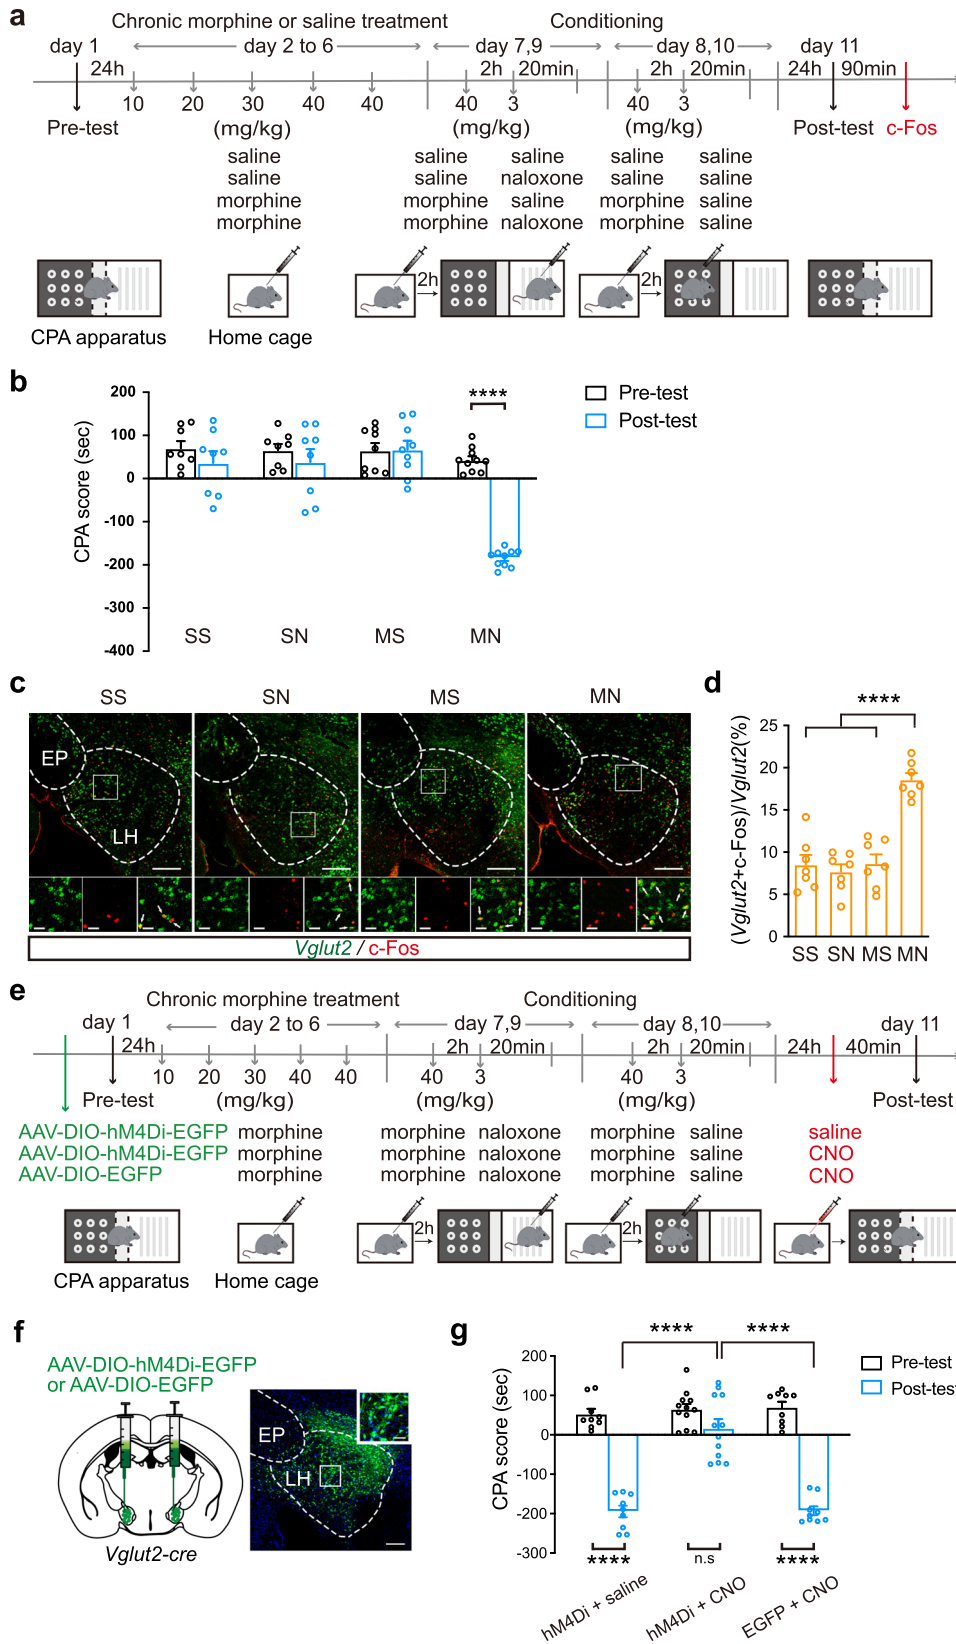 a
Chronic morphine or saline treatment Conditioning
day 1 day 2 to 6 day 7,9 day 8,10 day 11
24h 2h 20min 2h 20min 24h 90min
10 20 40 40 40 40 3 40 3
Pre-test (mg/kg) (mg/kg) (mg/kg) Post-test c-Fos
saline saline saline saline saline
saline saline naloxone saline saline
morphine morphine saline morphine saline
morphine morphine naloxone morphine saline
2h 2h
CPA apparatus Home cage
b
CPA score (sec)
200
100
0
-100
-200
-300
-400
****
Pre-test
Post-test
SS SN MS MN
c
SS SN MS MN
EP
LH
Vglut2 / c-Fos
d
****
(Vglut2+c-Fos)/Vglut2(%)
25
20
15
10
5
0
SS SN MS MN
e
Chronic morphine treatment Conditioning
day 1 day 2 to 6 day 7,9 day 8,10 day 11
24h 2h 20min 2h 20min 24h 40min
10 20 30 40 40 40 3 40 3
Pre-test (mg/kg) (mg/kg) (mg/kg) Post-test
AAV-DIO-hM4Di-EGFP morphine morphine naloxone morphine saline saline
AAV-DIO-hM4Di-EGFP morphine morphine naloxone morphine saline CNO
AAV-DIO-EGFP morphine morphine naloxone morphine saline CNO
2h 2h
CPA apparatus Home cage
f
AAV-DIO-hM4Di-EGFP
or AAV-DIO-EGFP
Vglut2-cre
EP
LH
g
**** ****
CPA score (sec)
200
100
0
-100
-200
-300
Pre-test
Post-test
**** n.s ****
hM4Di + saline
hM4Di + CNO
EGFP + CNO